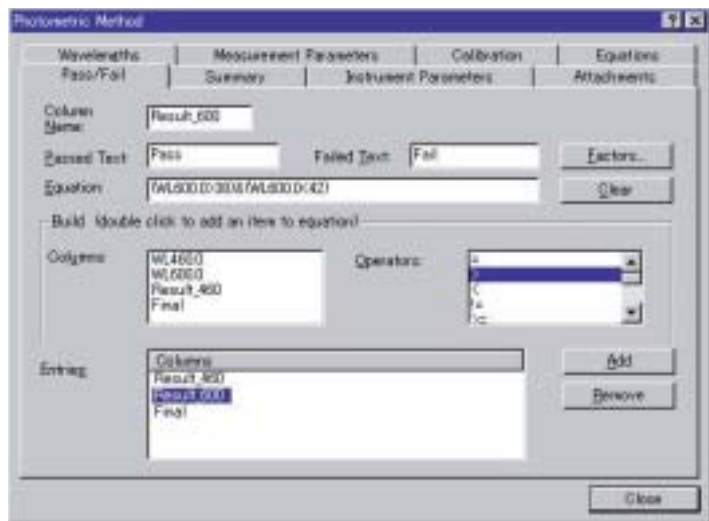 Photometric Method
Wavelengths Measurement Parameters Calibration Equations
Pass/Fail Summary Instrument Parameters Attachments
Column Name: Result_600
Passed Text: Pass Failed Text: Fail Factors...
Equation: Clear
Build (double click to add an item to equation)
Columns: Operators:
WL460.0 =
WL600.0 >
Result_460 <
Final
Entries:
Columns Add
Result_460
Result_600 Remove
Final
Close